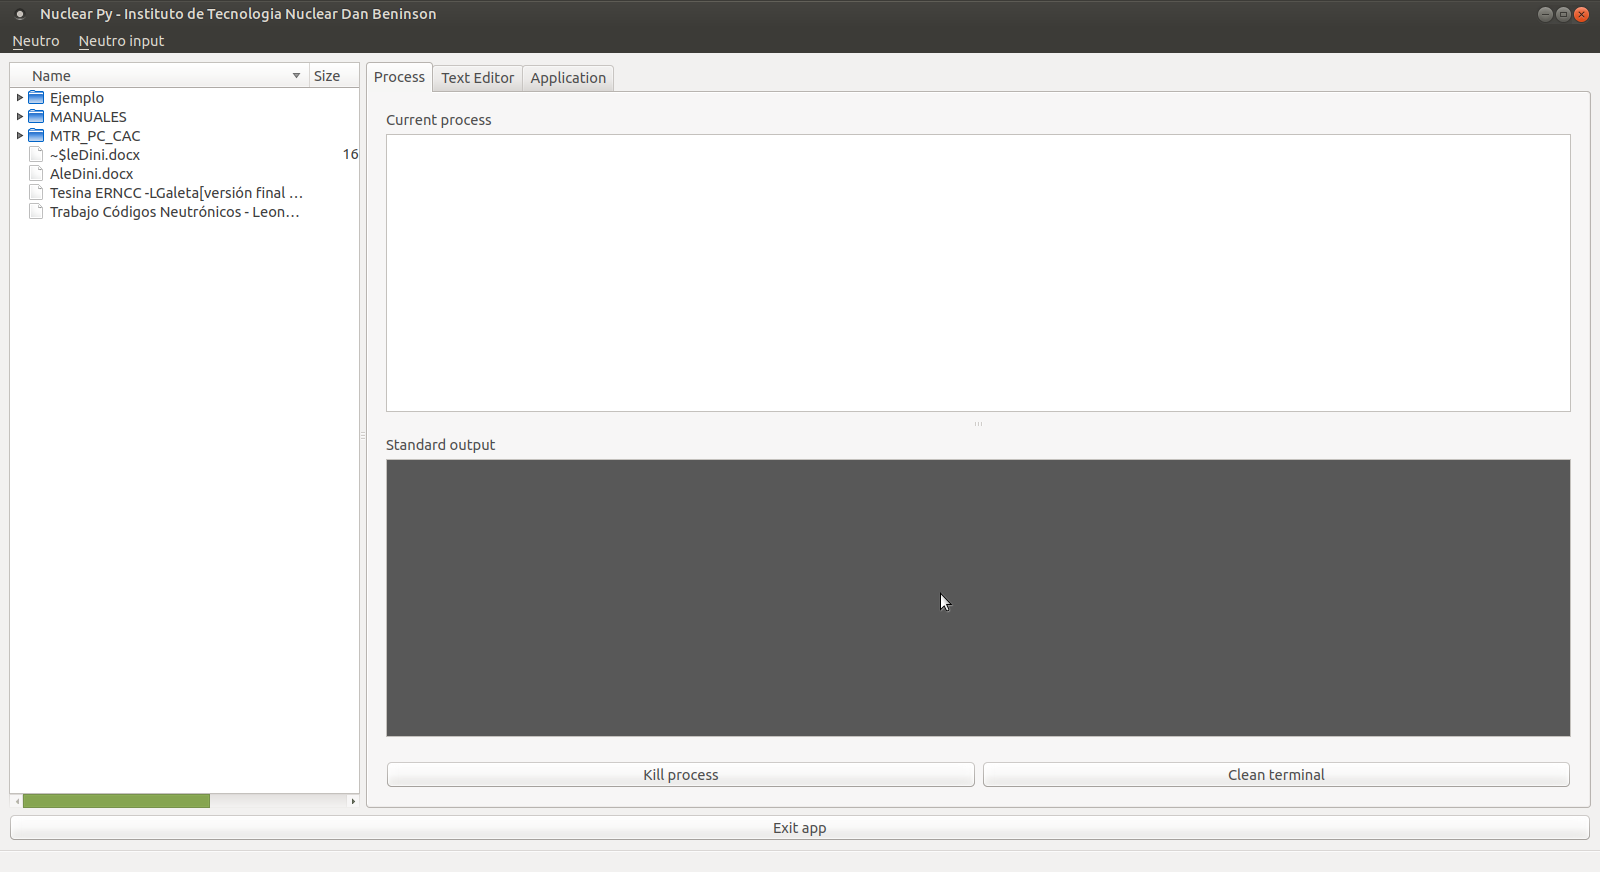 Nuclear Py - Instituto de Tecnologia Nuclear Dan Beninson
Neutro Neutro input
Name Size
Ejemplo
MANUALES
MTR_PC_CAC
~$leDini.docx 16
AleDini.docx
Tesina ERNCC -LGaleta[versión final ...
Trabajo Códigos Neutrónicos - Leon...
Process Text Editor Application
Current process
Standard output
Kill process Clean terminal
Exit app